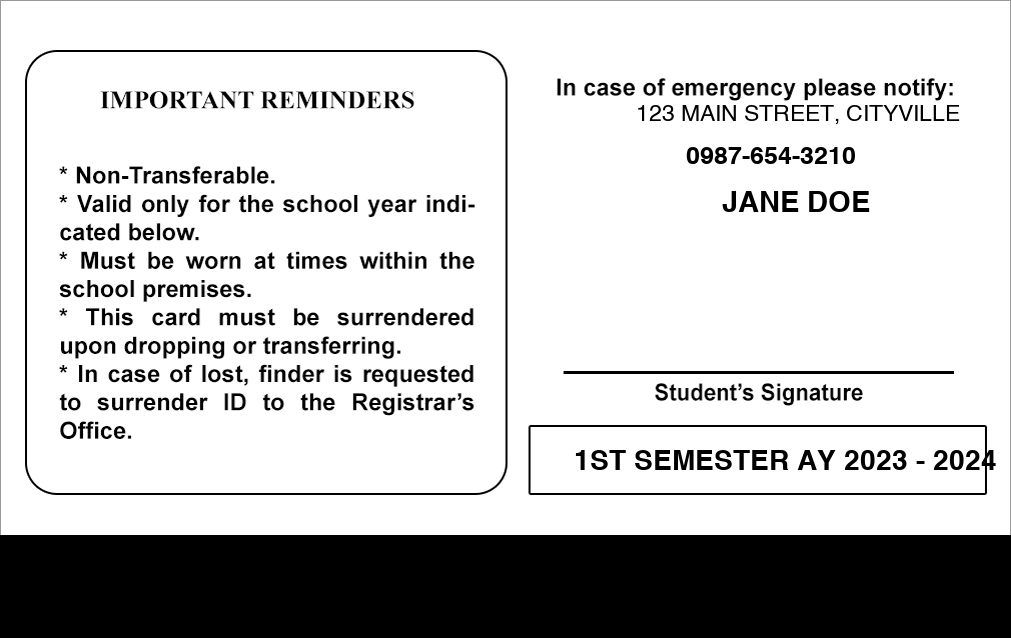 IMPORTANT REMINDERS
* Non-Transferable.
* Valid only for the school year indi-
cated below.
* Must be worn at times within the
school premises.
* This card must be surrendered
upon dropping or transferring.
* In case of lost, finder is requested
to surrender ID to the Registrar's
Office.
In case of emergency please notify:
123 MAIN STREET, CITYVILLE
0987-654-3210
JANE DOE
Student's Signature
1ST SEMESTER AY 2023 - 2024